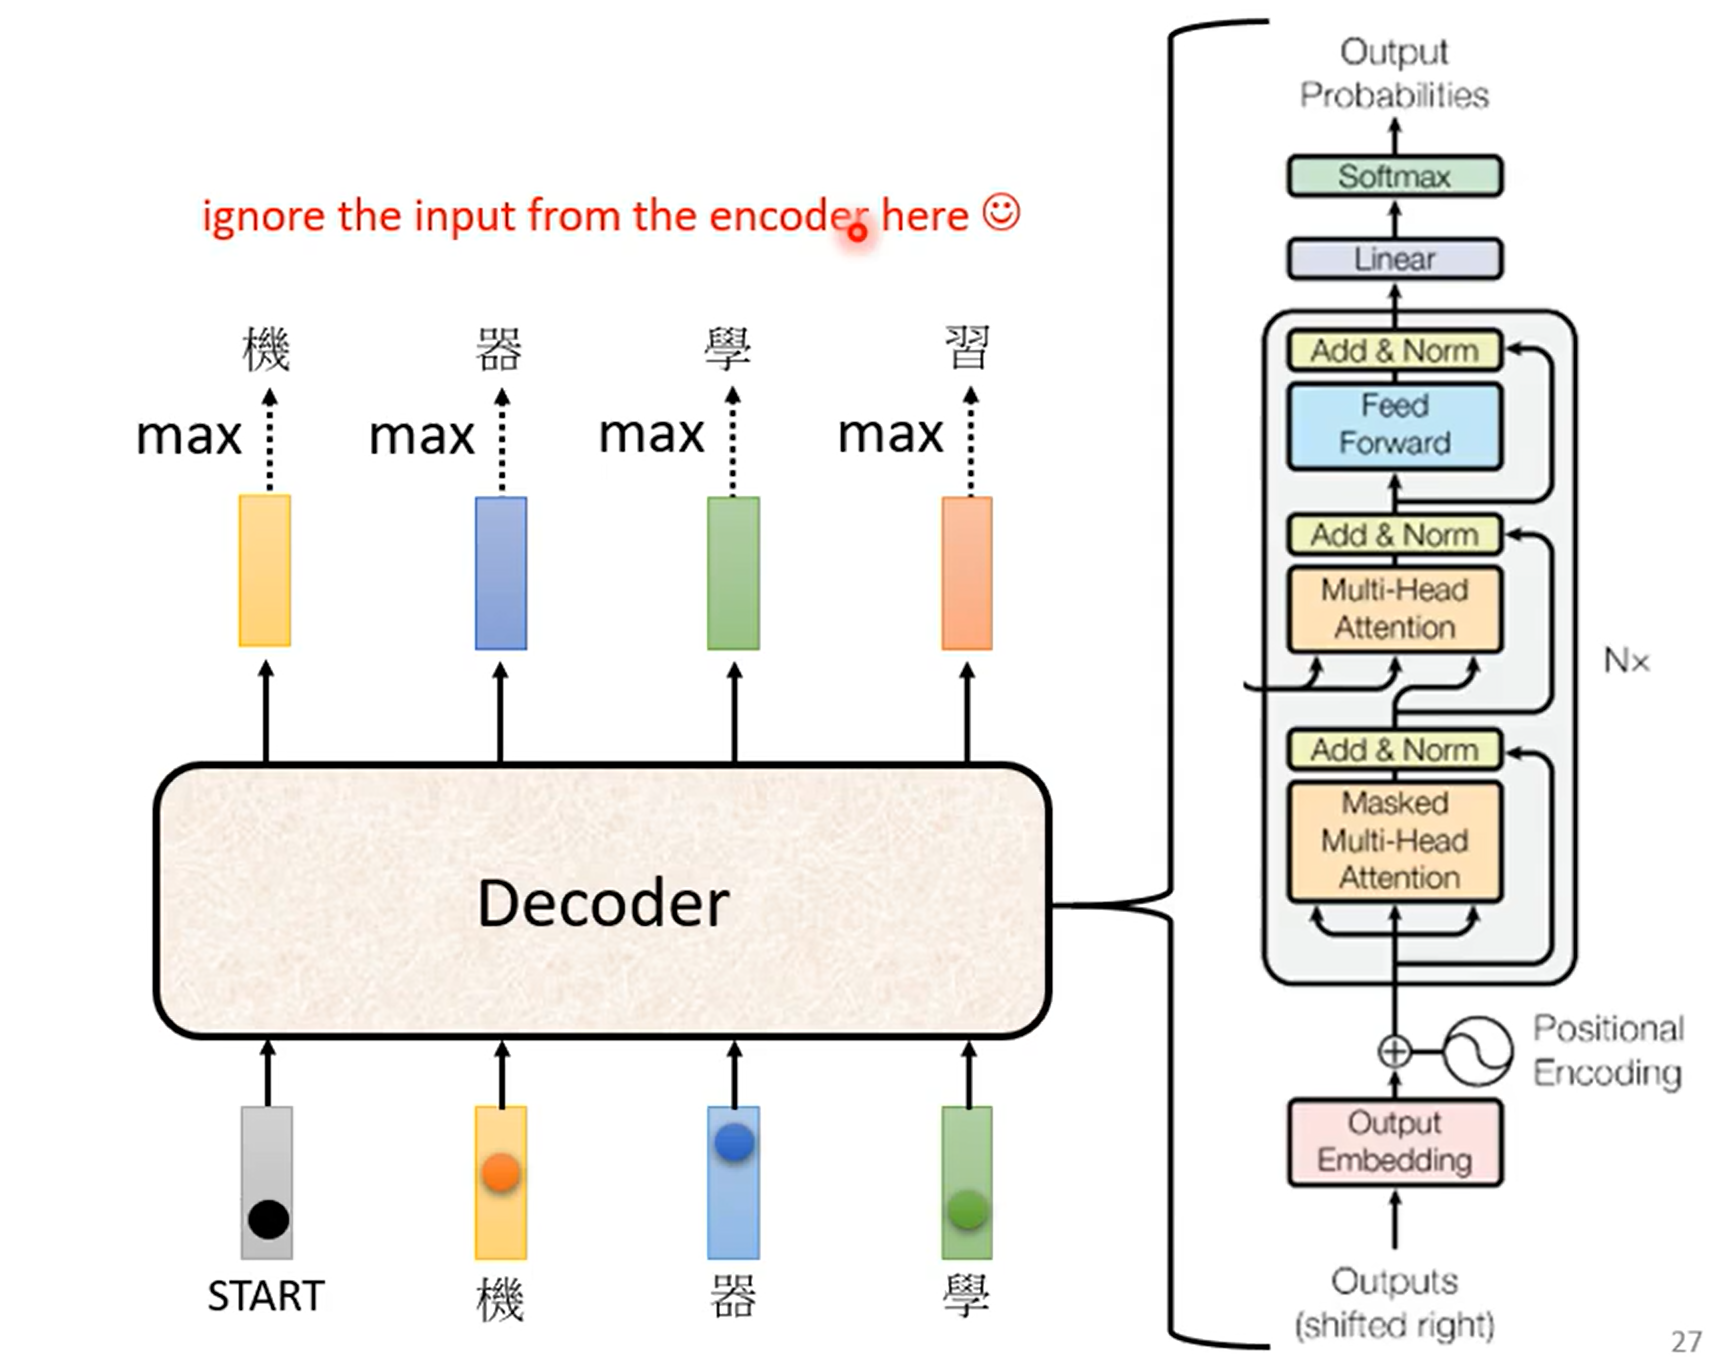 ignore the input from the encoder here ☺
機 器 學 習
max max max max
Decoder
START 機 器 學
Output
Probabilities
Softmax
Linear
Add & Norm
Feed
Forward
Add & Norm
Multi-Head
Attention
N×
Add & Norm
Masked
Multi-Head
Attention
Positional
Encoding
Output
Embedding
Outputs
(shifted right)
27